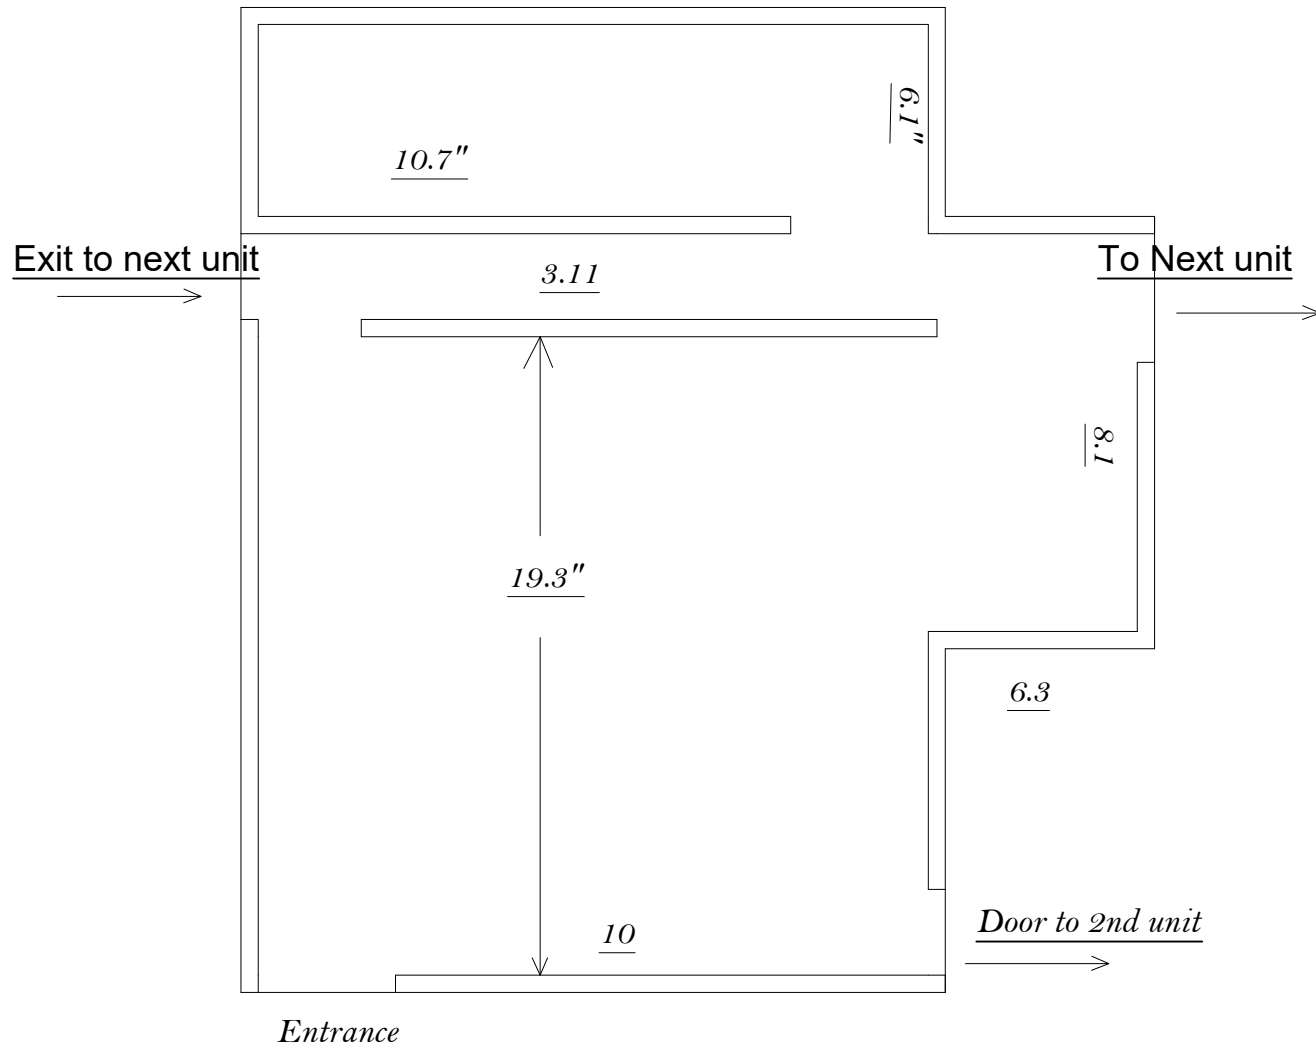 6.1"
10.7"
Exit to next unit
To Next unit
3.11
8.1
19.3"
6.3
10
Door to 2nd unit
Entrance